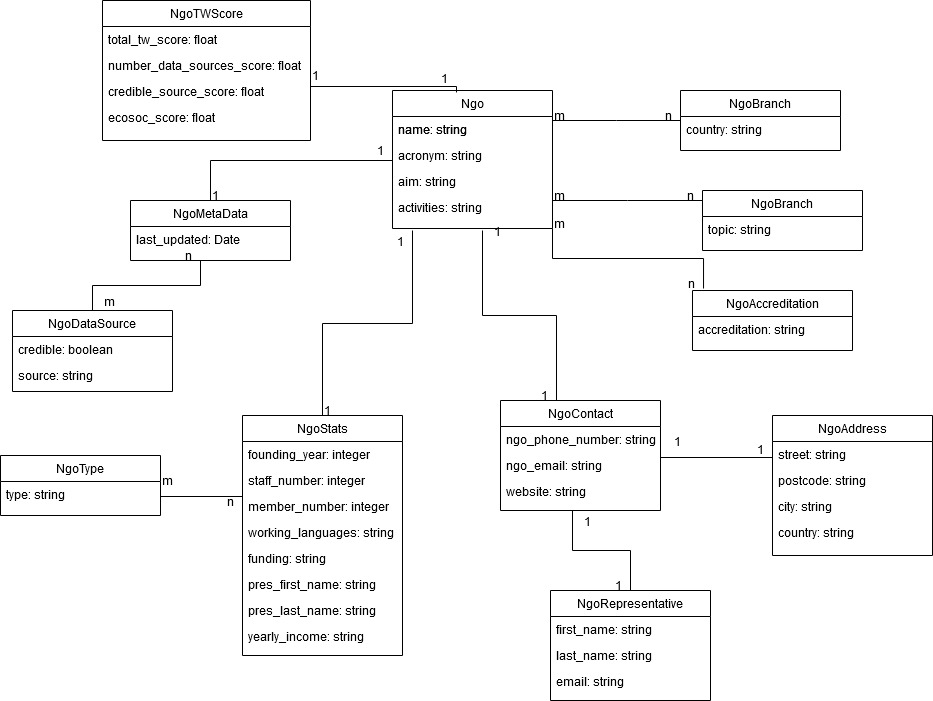 NgoTWScore
total_tw_score: float
number_data_sources_score: float
credible_source_score: float
ecosoc_score: float
1
1
Ngo
name: string
acronym: string
aim: string
activities: string
m
n
NgoBranch
country: string
m
n
NgoBranch
topic: string
m
n
NgoAccreditation
accreditation: string
1
1
NgoMetaData
last_updated: Date
n
m
NgoDataSource
credible: boolean
source: string
1
1
NgoStats
founding_year: integer
staff_number: integer
member_number: integer
working_languages: string
funding: string
pres_first_name: string
pres_last_name: string
yearly_income: string
NgoType
type: string
m
n
1
1
NgoContact
ngo_phone_number: string
ngo_email: string
website: string
1
1
NgoAddress
street: string
postcode: string
city: string
country: string
1
1
NgoRepresentative
first_name: string
last_name: string
email: string